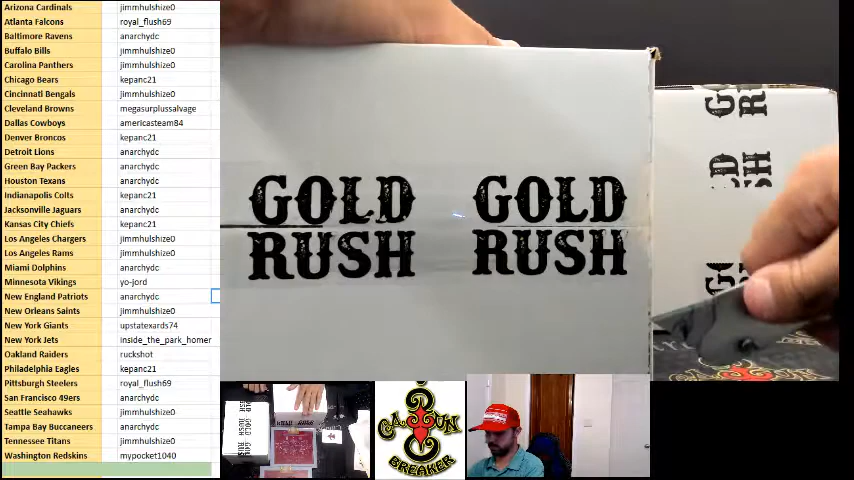 Arizona Cardinals jimmhulshize0
Atlanta Falcons royal_flush69
Baltimore Ravens anarchydc
Buffalo Bills jimmhulshize0
Carolina Panthers jimmhulshize0
Chicago Bears kepanc21
Cincinnati Bengals jimmhulshize0
Cleveland Browns megasurplussalvage
Dallas Cowboys americasteam84
Denver Broncos kepanc21
Detroit Lions anarchydc
Green Bay Packers anarchydc
Houston Texans anarchydc
Indianapolis Colts kepanc21
Jacksonville Jaguars anarchydc
Kansas City Chiefs kepanc21
Los Angeles Chargers jimmhulshize0
Los Angeles Rams jimmhulshize0
Miami Dolphins anarchydc
Minnesota Vikings yo-jord
New England Patriots anarchydc
New Orleans Saints jimmhulshize0
New York Giants upstatexards74
New York Jets inside_the_park_homer
Oakland Raiders ruckshot
Philadelphia Eagles kepanc21
Pittsburgh Steelers royal_flush69
San Francisco 49ers anarchydc
Seattle Seahawks jimmhulshize0
Tampa Bay Buccaneers anarchydc
Tennessee Titans jimmhulshize0
Washington Redskins mypocket1040
GOLD RUSH
GOLD RUSH
CAJUN
BREAKER